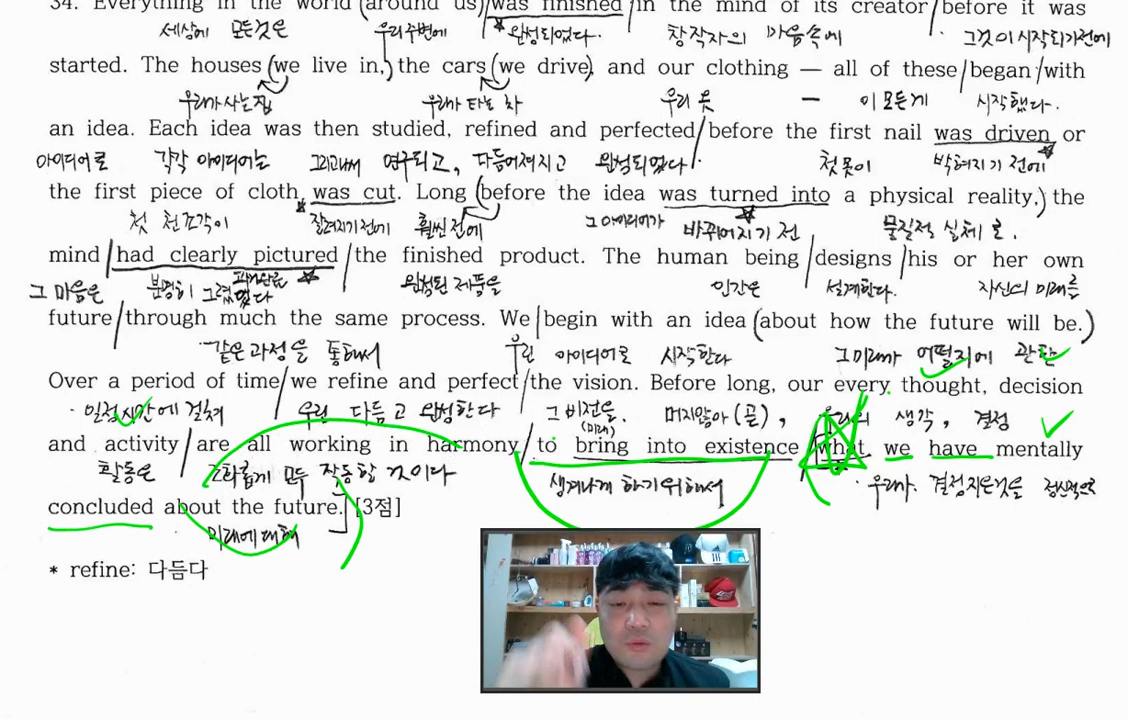 34. Everything in the world (around us) / was finished / in the mind of its creator / before it was
세상에 모든것은 우리주변에 완성되었다. 창작자의 마음속에 그것이 시작되기전에
started. The houses (we live in,) the cars (we drive), and our clothing — all of these / began / with
우리가 사는집 우리가 타는 차 우리 옷 — 이 모든게 시작했다.
an idea. Each idea was then studied, refined and perfected / before the first nail was driven or
아이디어로 각각 아이디어는 그리고나서 연구되고, 다듬어져지고 완성되었다. 첫못이 박혀지기 전에
the first piece of cloth was cut. Long (before the idea was turned into a physical reality,) the
첫 천조각이 잘려지기전에 훨씬 전에 그 아이디어가 바뀌어지기 전 물질적 실체로.
mind / had clearly pictured / the finished product. The human being / designs / his or her own
그 마음은 분명히 그렸었다 과거완료 완성된 제품을 인간은 설계한다. 자신의 미래를
future / through much the same process. We / begin with an idea (about how the future will be.)
같은 과정을 통해서 우린 아이디어로 시작한다 그미래가 어떨지에 관한
Over a period of time / we refine and perfect / the vision. Before long, our every thought, decision
일정시간에 걸쳐 우린 다듬고 완성한다 그 비전을. (미래) 머지않아 (곧), 우리의 생각, 결정
and activity / are all working in harmony / to bring into existence / what we have mentally
활동은 조화롭게 모두 작동할 것이다 생겨나게 하기위해서 우리가 결정지은것을 정신적으로
concluded about the future.] [3점]
미래에 대해
* refine: 다듬다